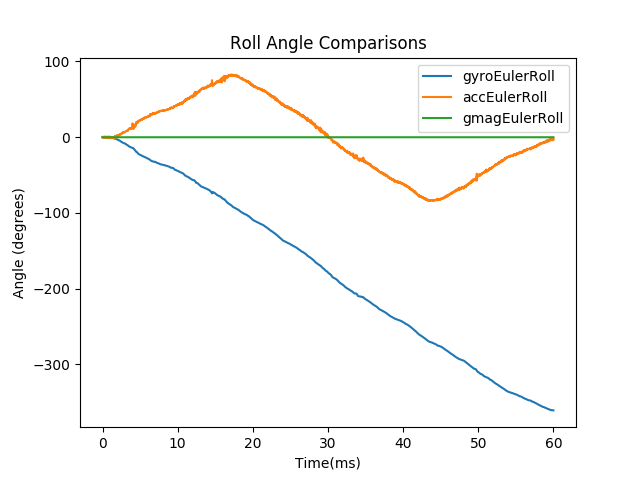 Roll Angle Comparisons
gyroEulerRoll
accEulerRoll
gmagEulerRoll
Angle (degrees)
100
0
−100
−200
−300
0 10 20 30 40 50 60
Time(ms)